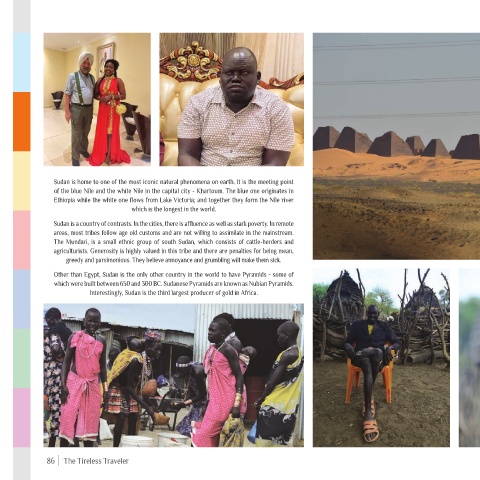 Sudan is home to one of the most iconic natural phenomena on earth. It is the meeting point
of the blue Nile and the white Nile in the capital city - Khartoum. The blue one originates in
Ethiopia while the white one flows from Lake Victoria; and together they form the Nile river
which is the longest in the world.
Sudan is a country of contrasts. In the cities, there is affluence as well as stark poverty. In remote
areas, most tribes follow age old customs and are not willing to assimilate in the mainstream.
The Mundari, is a small ethnic group of south Sudan, which consists of cattle-herders and
agriculturists. Generosity is highly valued in this tribe and there are penalties for being mean,
greedy and parsimonious. They believe annoyance and grumbling will make them sick.
Other than Egypt, Sudan is the only other country in the world to have Pyramids - some of
which were built between 650 and 300 BC. Sudanese Pyramids are known as Nubian Pyramids.
Interestingly, Sudan is the third largest producer of gold in Africa.
86 | The Tireless Traveler